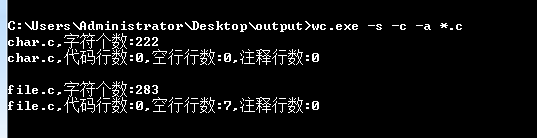 C:\Users\Administrator\Desktop\output>wc.exe -s -c -a *.c
char.c,字符个数:222
char.c,代码行数:0,空行行数:0,注释行数:0
file.c,字符个数:283
file.c,代码行数:0,空行行数:7,注释行数:0